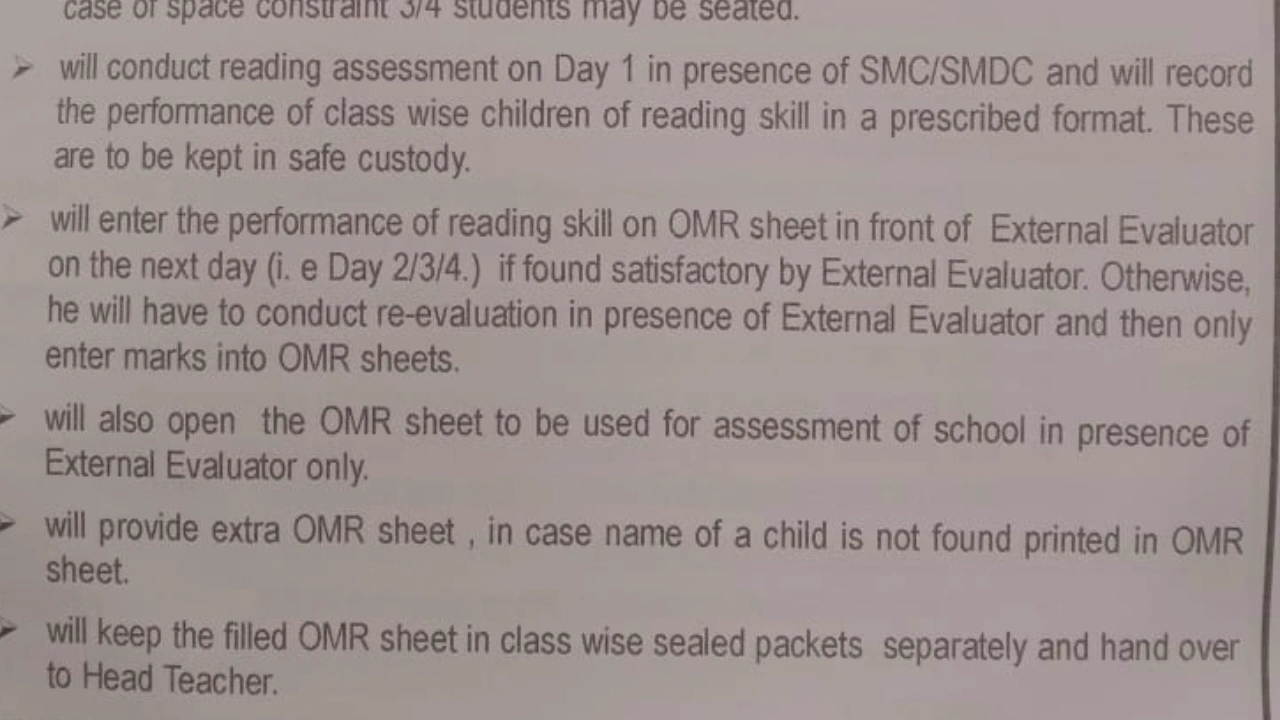 case of space constraint 3/4 students may be seated.
➢ will conduct reading assessment on Day 1 in presence of SMC/SMDC and will record
the performance of class wise children of reading skill in a prescribed format. These
are to be kept in safe custody.
➢ will enter the performance of reading skill on OMR sheet in front of External Evaluator
on the next day (i. e Day 2/3/4.) if found satisfactory by External Evaluator. Otherwise,
he will have to conduct re-evaluation in presence of External Evaluator and then only
enter marks into OMR sheets.
➢ will also open the OMR sheet to be used for assessment of school in presence of
External Evaluator only.
➢ will provide extra OMR sheet , in case name of a child is not found printed in OMR
sheet.
➢ will keep the filled OMR sheet in class wise sealed packets separately and hand over
to Head Teacher.